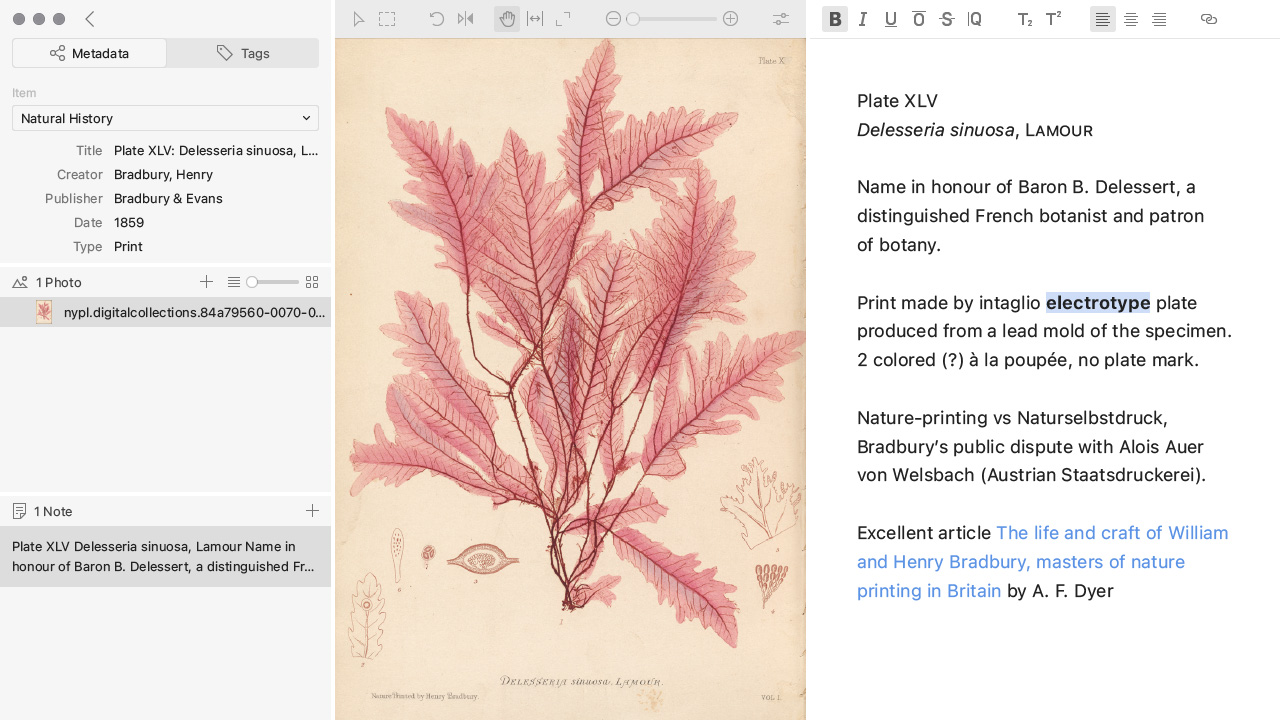 Metadata
Tags
Item
Natural History
Title Plate XLV: Delesseria sinuosa, L...
Creator Bradbury, Henry
Publisher Bradbury & Evans
Date 1859
Type Print
1 Photo
nypl.digitalcollections.84a79560-0070-0...
1 Note
Plate XLV Delesseria sinuosa, Lamour Name in
honour of Baron B. Delessert, a distinguished Fr...
Plate X
DELESSERIA sinuosa, LAMOUR.
Nature Printed by Henry Bradbury.
VOL I.
B I U O S Q T₂ T²
Plate XLV
Delesseria sinuosa, LAMOUR
Name in honour of Baron B. Delessert, a
distinguished French botanist and patron
of botany.
Print made by intaglio electrotype plate
produced from a lead mold of the specimen.
2 colored (?) à la poupée, no plate mark.
Nature-printing vs Naturselbstdruck,
Bradbury’s public dispute with Alois Auer
von Welsbach (Austrian Staatsdruckerei).
Excellent article The life and craft of William
and Henry Bradbury, masters of nature
printing in Britain by A. F. Dyer